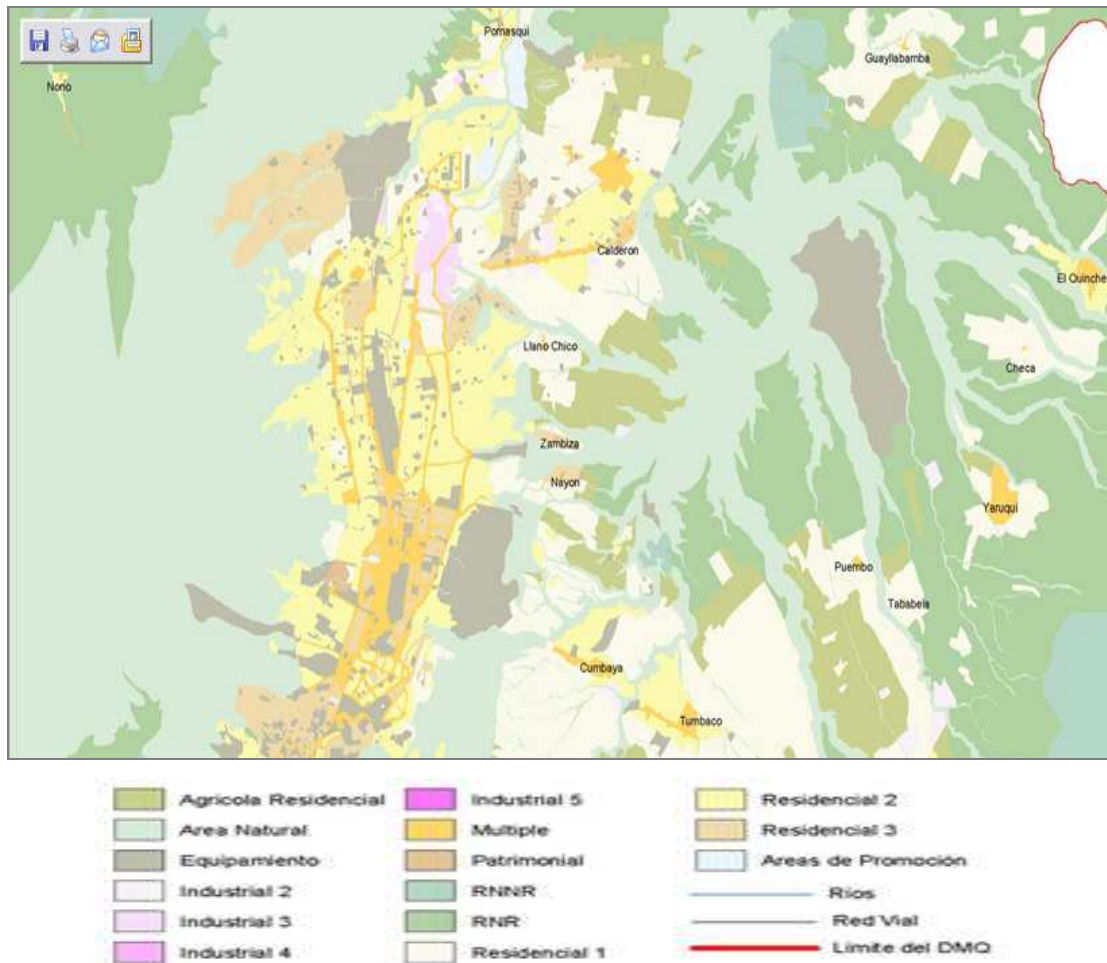 Pomasqui
Guayllabamba
Nono
Calderon
El Quinche
Llano Chico
Checa
Zambiza
Nayon
Yaruqui
Puembo
Tababela
Cumbaya
Tumbaco
Agricola Residencial
Area Natural
Equipamiento
Industrial 2
Industrial 3
Industrial 4
Industrial 5
Multiple
Patrimonial
RNNR
RNR
Residencial 1
Residencial 2
Residencial 3
Areas de Promoción
Rios
Red Vial
Limite del DMQ